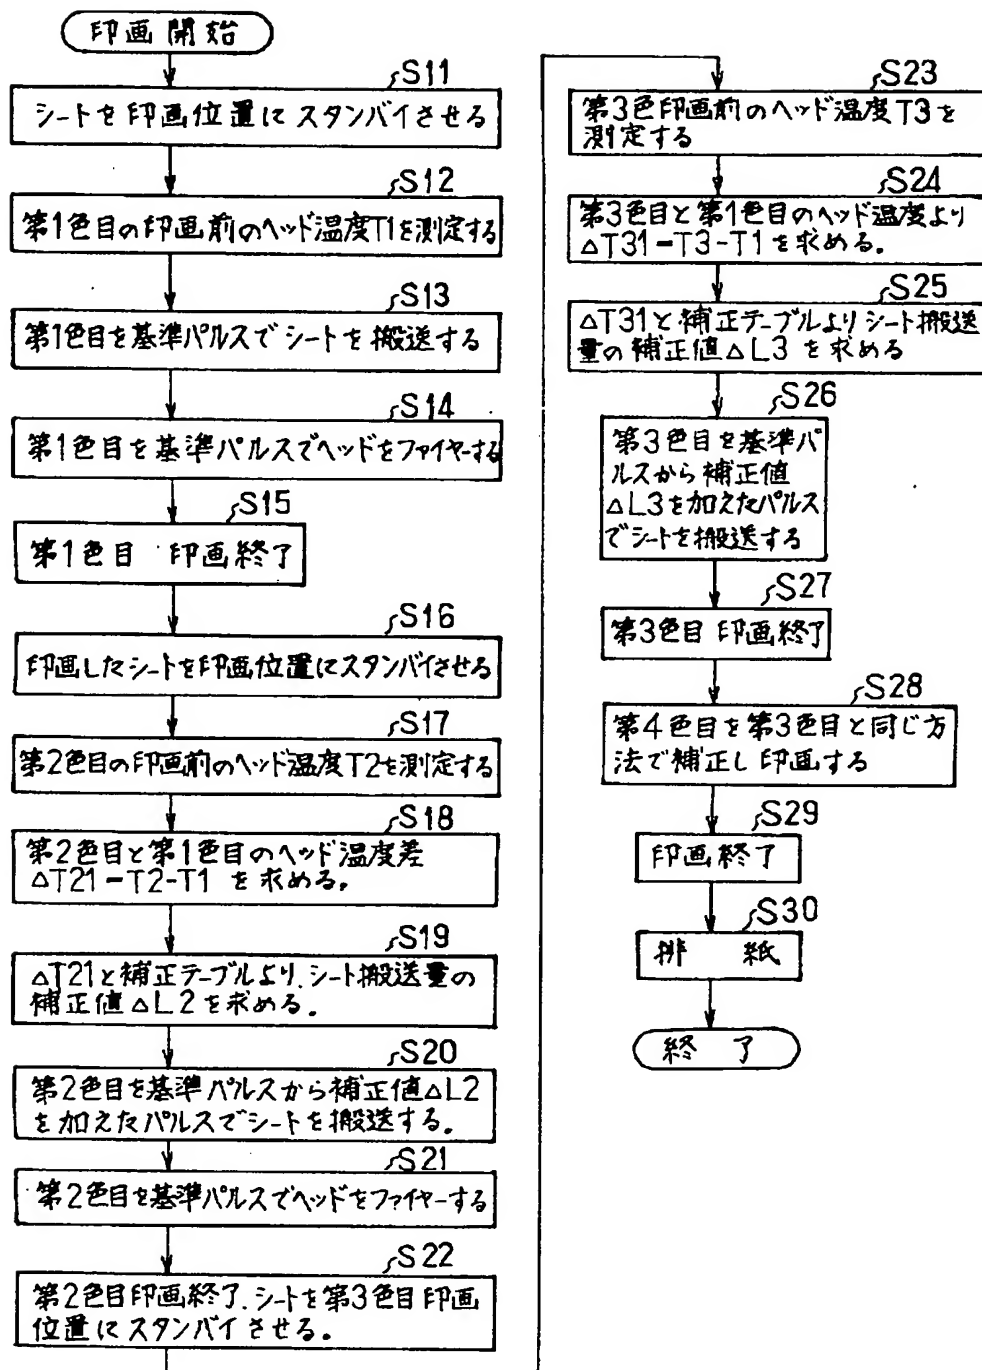 印画開始
S11
シートを印画位置にスタンバイさせる
S12
第1色目の印画前のヘッド温度T1を測定する
S13
第1色目を基準パルスでシートを搬送する
S14
第1色目を基準パルスでヘッドをファイヤーする
S15
第1色目 印画終了
S16
印画したシートを印画位置にスタンバイさせる
S17
第2色目の印画前のヘッド温度T2を測定する
S18
第2色目と第1色目のヘッド温度差
△T21=T2-T1 を求める。
S19
△T21と補正テーブルより、シート搬送量の
補正値△L2を求める。
S20
第2色目を基準パルスから補正値△L2
を加えたパルスでシートを搬送する。
S21
第2色目を基準パルスでヘッドをファイヤーする
S22
第2色目印画終了、シートを第3色目印画
位置にスタンバイさせる。
S23
第3色印画前のヘッド温度T3を
測定する
S24
第3色目と第1色目のヘッド温度より
△T31=T3-T1を求める。
S25
△T31と補正テーブルよりシート搬送
量の補正値△L3を求める
S26
第3色目を基準パ
ルスから補正値
△L3を加えたパルス
でシートを搬送する
S27
第3色目 印画終了
S28
第4色目を第3色目と同じ方
法で補正し印画する
S29
印画終了
S30
排 紙
終 了